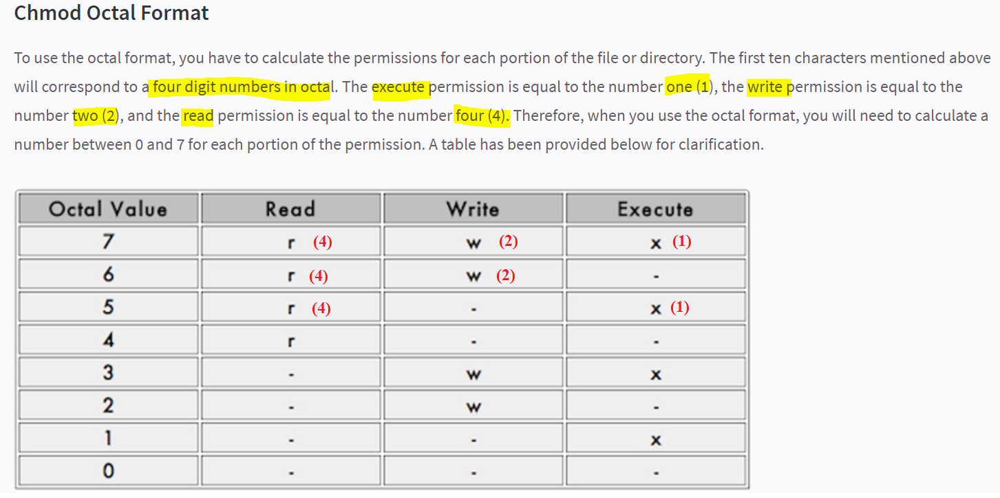 Chmod Octal Format
To use the octal format, you have to calculate the permissions for each portion of the file or directory. The first ten characters mentioned above
will correspond to a four digit numbers in octal. The execute permission is equal to the number one (1), the write permission is equal to the
number two (2), and the read permission is equal to the number four (4). Therefore, when you use the octal format, you will need to calculate a
number between 0 and 7 for each portion of the permission. A table has been provided below for clarification.
Octal Value Read Write Execute
7 r (4) w (2) x (1)
6 r (4) w (2) -
5 r (4) - x (1)
4 r - -
3 - w x
2 - w -
1 - - x
0 - - -